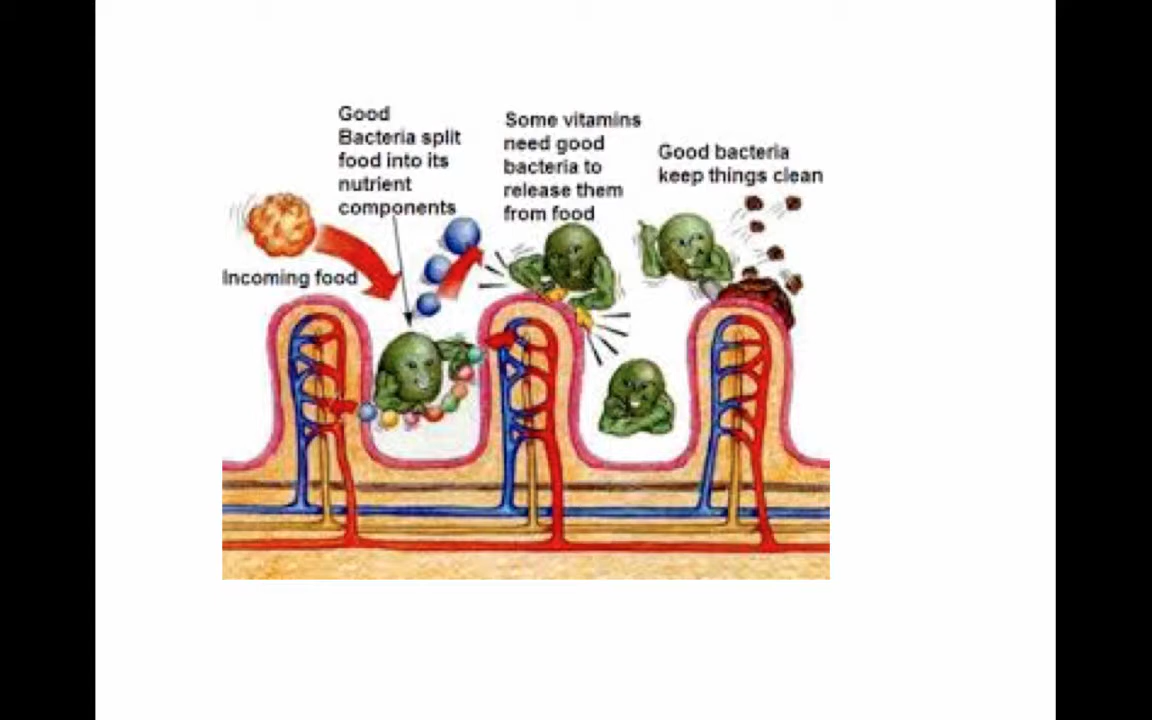 Good
Bacteria split
food into its
nutrient
components
Some vitamins
need good
bacteria to
release them
from food
Good bacteria
keep things clean
Incoming food